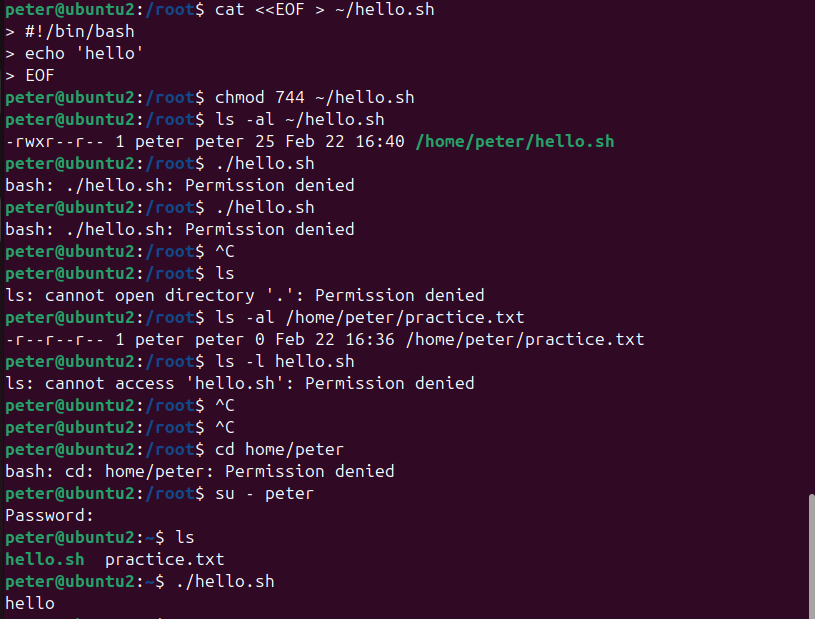 peter@ubuntu2:/root$ cat <<EOF > ~/hello.sh
> #!/bin/bash
> echo 'hello'
> EOF
peter@ubuntu2:/root$ chmod 744 ~/hello.sh
peter@ubuntu2:/root$ ls -al ~/hello.sh
-rwxr--r-- 1 peter peter 25 Feb 22 16:40 /home/peter/hello.sh
peter@ubuntu2:/root$ ./hello.sh
bash: ./hello.sh: Permission denied
peter@ubuntu2:/root$ ./hello.sh
bash: ./hello.sh: Permission denied
peter@ubuntu2:/root$ ^C
peter@ubuntu2:/root$ ls
ls: cannot open directory '.': Permission denied
peter@ubuntu2:/root$ ls -al /home/peter/practice.txt
-r--r--r-- 1 peter peter 0 Feb 22 16:36 /home/peter/practice.txt
peter@ubuntu2:/root$ ls -l hello.sh
ls: cannot access 'hello.sh': Permission denied
peter@ubuntu2:/root$ ^C
peter@ubuntu2:/root$ ^C
peter@ubuntu2:/root$ cd home/peter
bash: cd: home/peter: Permission denied
peter@ubuntu2:/root$ su - peter
Password:
peter@ubuntu2:~$ ls
hello.sh  practice.txt
peter@ubuntu2:~$ ./hello.sh
hello